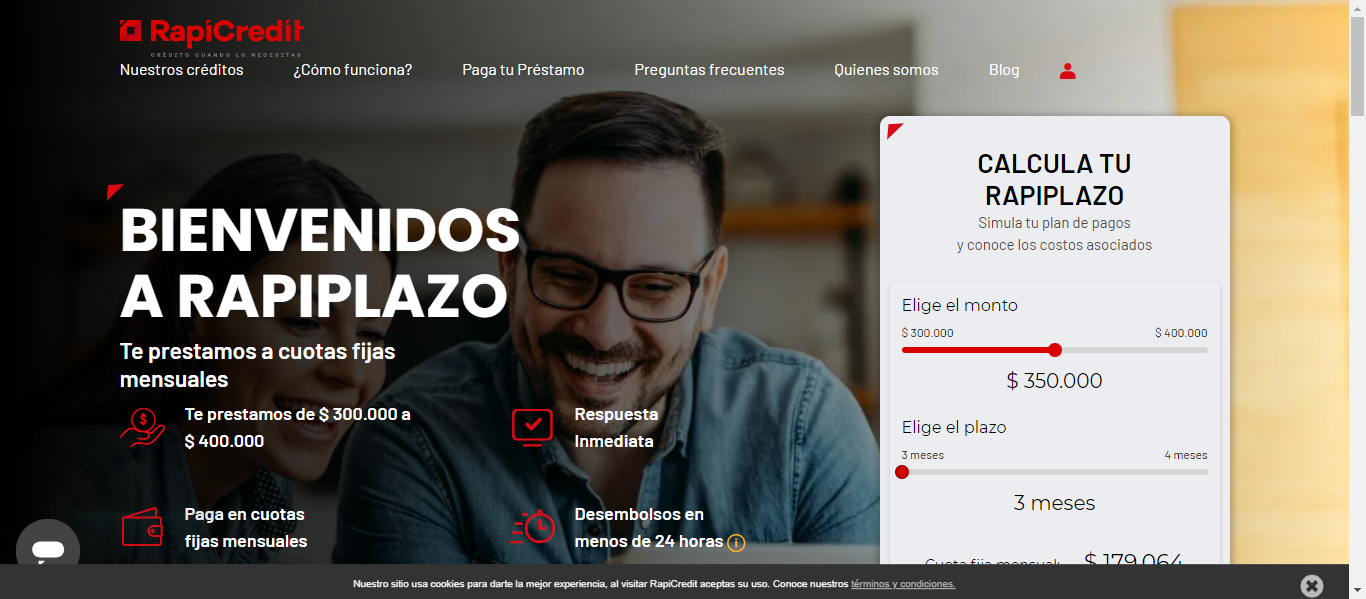 RapiCredit
CRÉDITO CUANDO LO NECESITAS
Nuestros créditos
¿Cómo funciona?
Paga tu Préstamo
Preguntas frecuentes
Quienes somos
Blog
BIENVENIDOS
A RAPIPLAZO
Te prestamos a cuotas fijas
mensuales
Te prestamos de $ 300.000 a
$ 400.000
Respuesta
Inmediata
Paga en cuotas
fijas mensuales
Desembolsos en
menos de 24 horas
CALCULA TU
RAPIPLAZO
Simula tu plan de pagos
y conoce los costos asociados
Elige el monto
$ 300.000
$ 400.000
$ 350.000
Elige el plazo
3 meses
4 meses
3 meses
Cuota fija mensual: $ 179.064
Nuestro sitio usa cookies para darte la mejor experiencia, al visitar RapiCredit aceptas su uso. Conoce nuestros términos y condiciones.